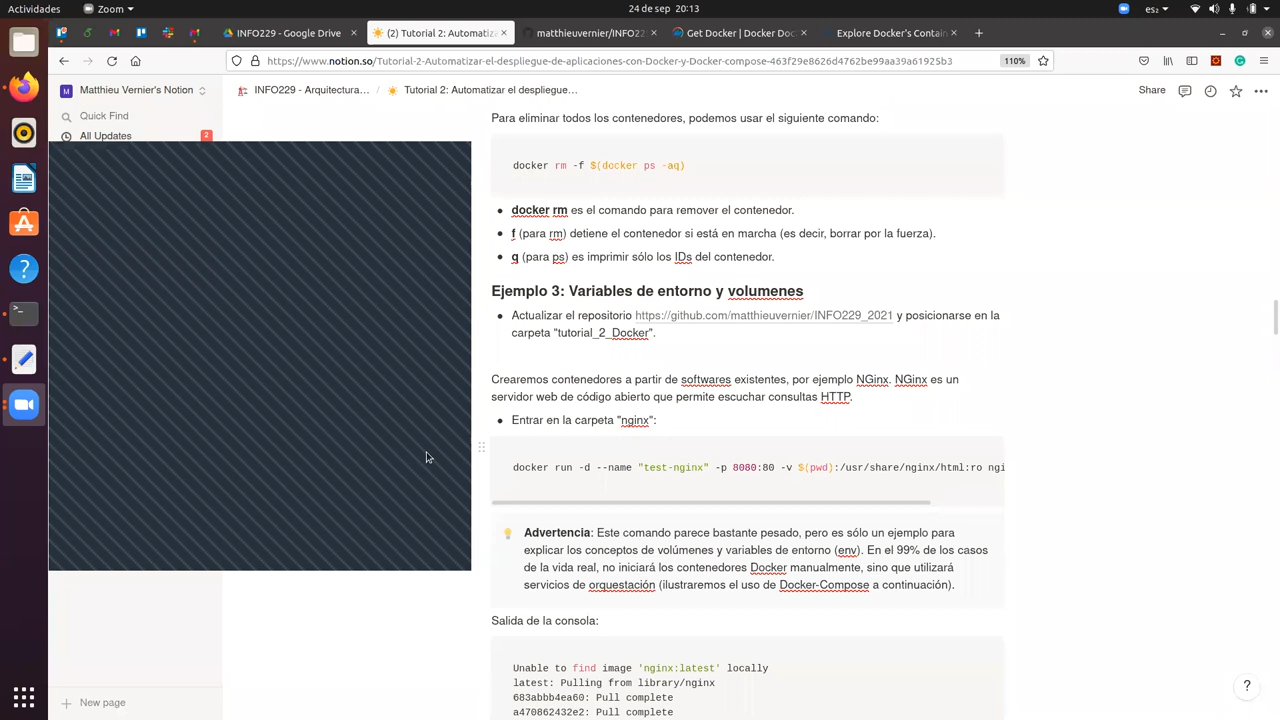 Actividades
Zoom
24 de sep 20:13
es₂
INFO229 - Google Drive
(2) Tutorial 2: Automatiza
matthieuvernier/INFO22
Get Docker | Docker Doc
Explore Docker's Contain
https://www.notion.so/Tutorial-2-Automatizar-el-despliegue-de-aplicaciones-con-Docker-y-Docker-compose-463f29e8626d4762be99aa39a61925b3
110%
Matthieu Vernier's Notion
INFO229 - Arquitectura… / Tutorial 2: Automatizar el despliegue…
Share
Quick Find
All Updates
2
Para eliminar todos los contenedores, podemos usar el siguiente comando:
docker rm -f $(docker ps -aq)
docker rm es el comando para remover el contenedor.
f (para rm) detiene el contenedor si está en marcha (es decir, borrar por la fuerza).
q (para ps) es imprimir sólo los IDs del contenedor.
Ejemplo 3: Variables de entorno y volumenes
Actualizar el repositorio https://github.com/matthieuvernier/INFO229_2021 y posicionarse en la
carpeta "tutorial_2_Docker".
Crearemos contenedores a partir de softwares existentes, por ejemplo NGinx. NGinx es un
servidor web de código abierto que permite escuchar consultas HTTP.
Entrar en la carpeta "nginx":
docker run -d --name "test-nginx" -p 8080:80 -v $(pwd):/usr/share/nginx/html:ro ngi
Advertencia: Este comando parece bastante pesado, pero es sólo un ejemplo para
explicar los conceptos de volúmenes y variables de entorno (env). En el 99% de los casos
de la vida real, no iniciará los contenedores Docker manualmente, sino que utilizará
servicios de orquestación (ilustraremos el uso de Docker-Compose a continuación).
Salida de la consola:
Unable to find image 'nginx:latest' locally
latest: Pulling from library/nginx
683abbb4ea60: Pull complete
a470862432e2: Pull complete
New page
?